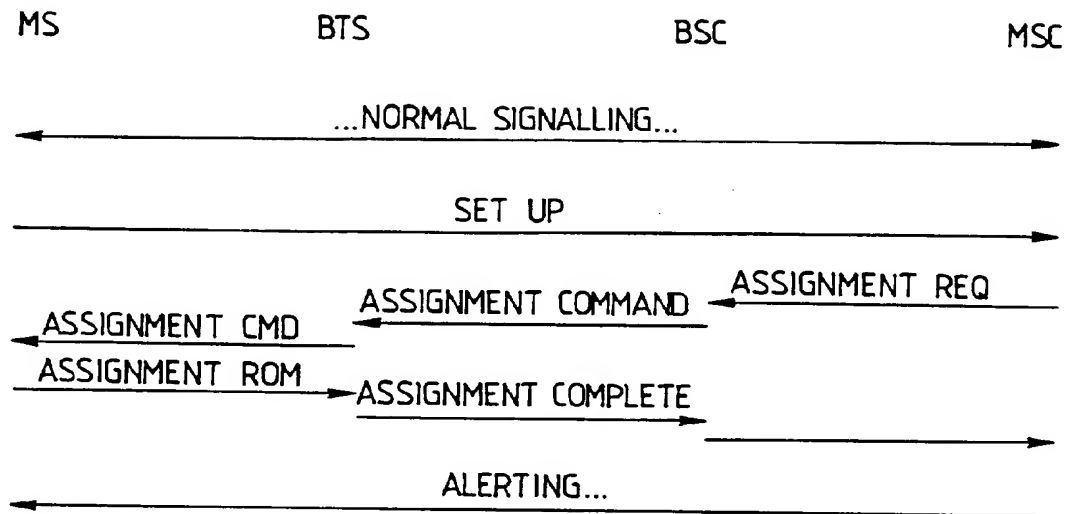 MS BTS BSC MSC
...NORMAL SIGNALLING...
SET UP
ASSIGNMENT REQ
ASSIGNMENT COMMAND
ASSIGNMENT CMD
ASSIGNMENT ROM
ASSIGNMENT COMPLETE
ALERTING...